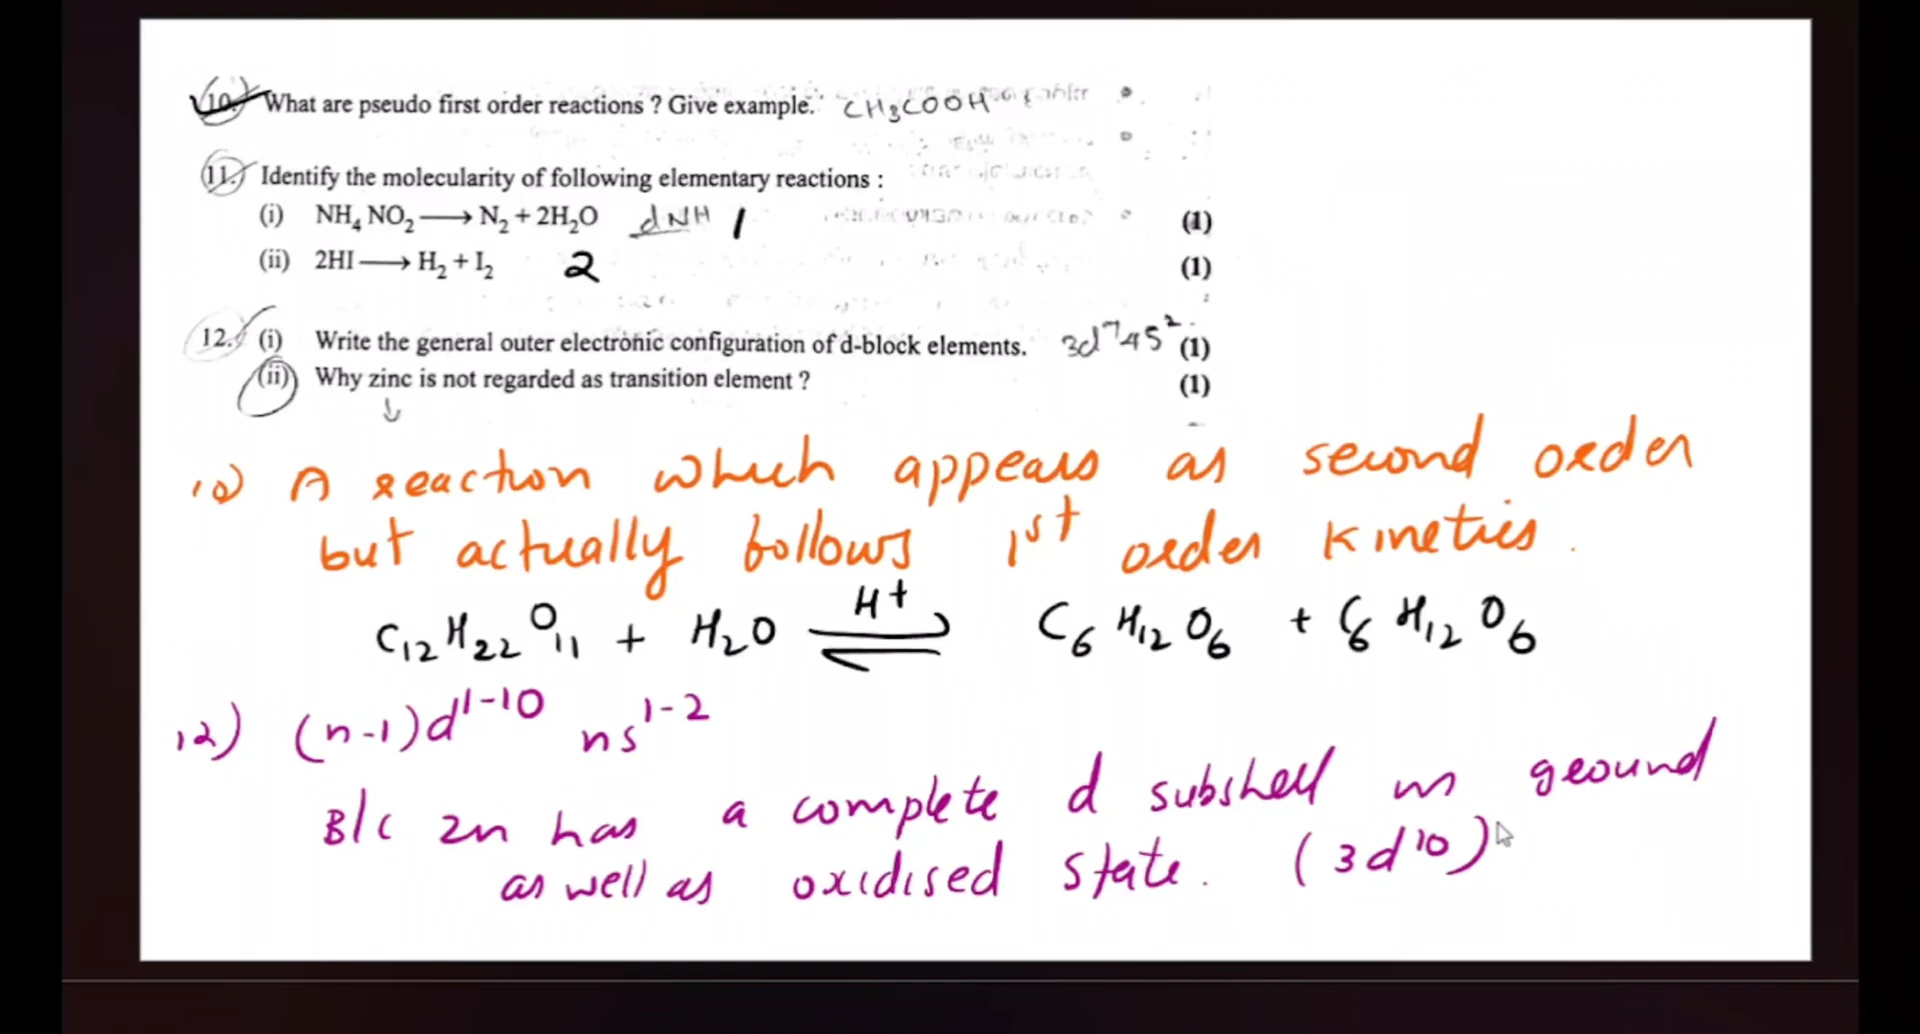 10. What are pseudo first order reactions ? Give example. CH₃COOH
11. Identify the molecularity of following elementary reactions :
(i) NH₄ NO₂ ⟶ N₂ + 2H₂O dNH 1 (1)
(ii) 2HI ⟶ H₂ + I₂ 2 (1)
12. (i) Write the general outer electronic configuration of d-block elements. 3d⁷4s² (1)
(ii) Why zinc is not regarded as transition element ? (1)
10) A reaction which appears as second order
but actually follows 1st order kinetics.
C₁₂H₂₂O₁₁ + H₂O ⇌ H⁺ C₆H₁₂O₆ + C₆H₁₂O₆
12) (n-1)d¹⁻¹⁰ ns¹⁻²
B/c Zn has a complete d subshell in ground
as well as oxidised state. (3d¹⁰)